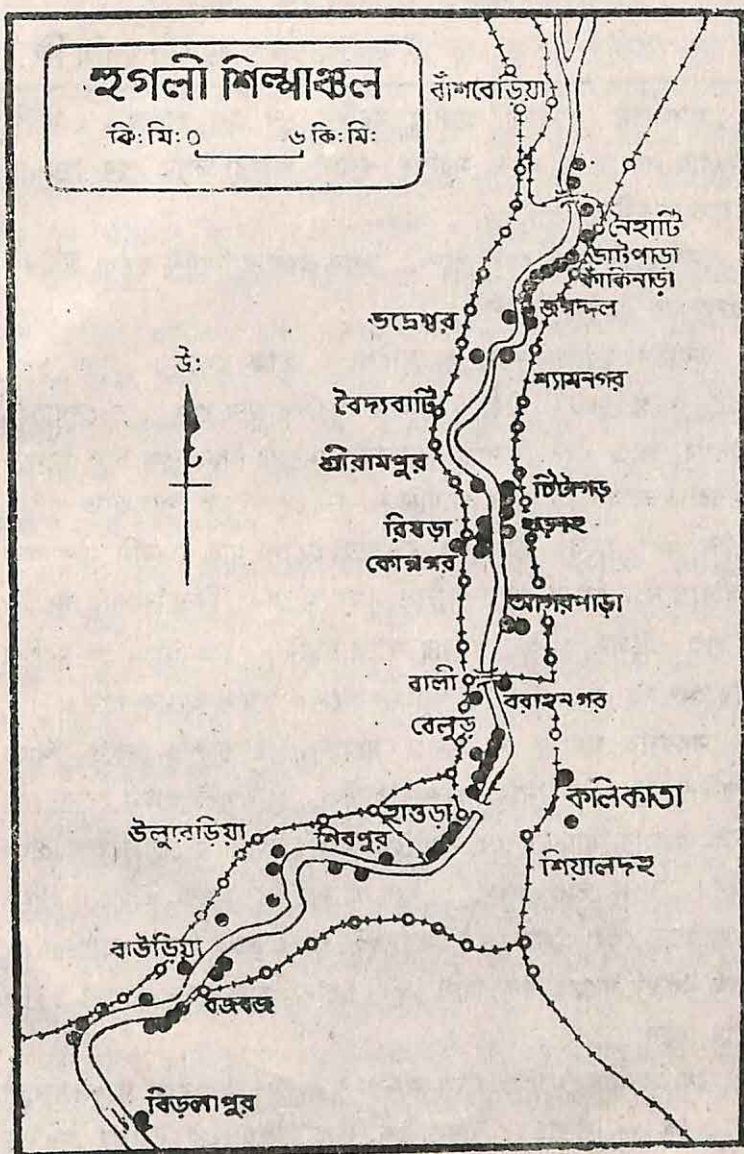 হুগলী শিল্পাঞ্চল
কি: মি: ০ ৬ কি: মি:
বাঁশবেড়িয়া
নৈহাটি
ভাটপাড়া
কাঁকিনাড়া
জগদ্দল
ভদ্রেশ্বর
উ:
শ্যামনগর
বৈদ্যবাটি
শ্রীরামপুর
টিটাগড়
রিষড়া
খড়দহ
কোন্নগর
আগরপাড়া
বালী
বরাহনগর
বেলুড়
কলিকাতা
হাওড়া
উলুবেড়িয়া
শিবপুর
শিয়ালদহ
বাউড়িয়া
বজবজ
বিড়লাপুর